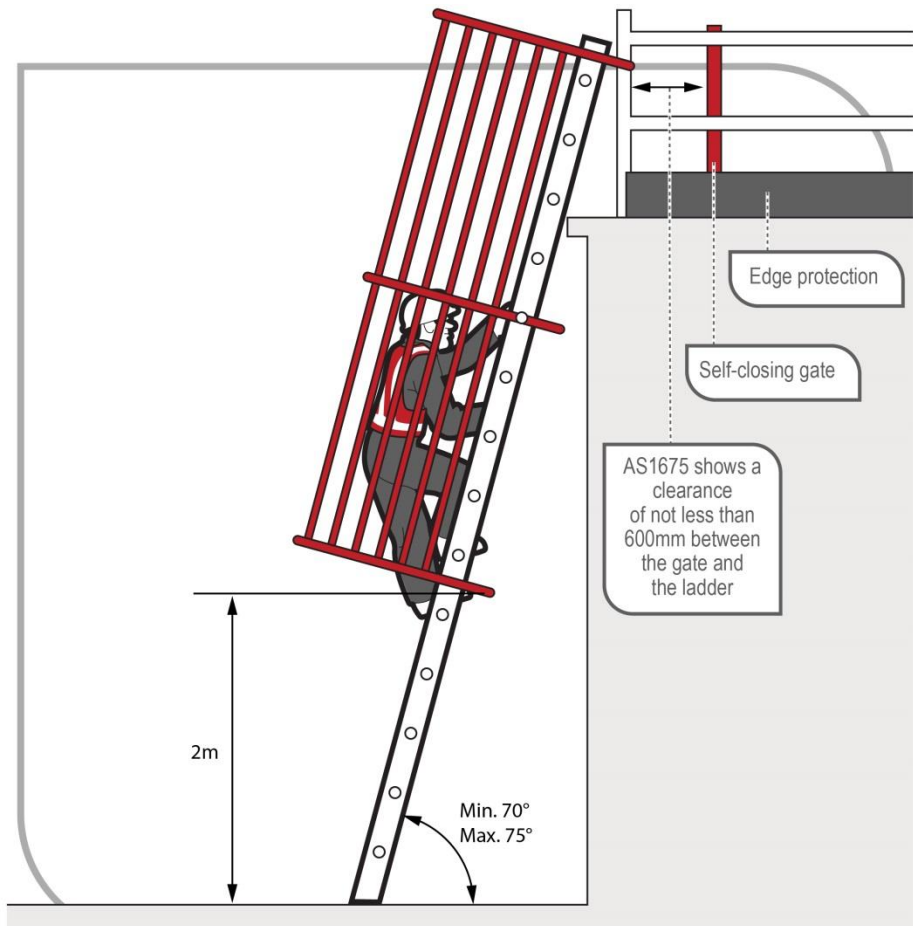 Edge protection
Self-closing gate
AS1675 shows a
clearance
of not less than
600mm between
the gate and
the ladder
2m
Min. 70°
Max. 75°